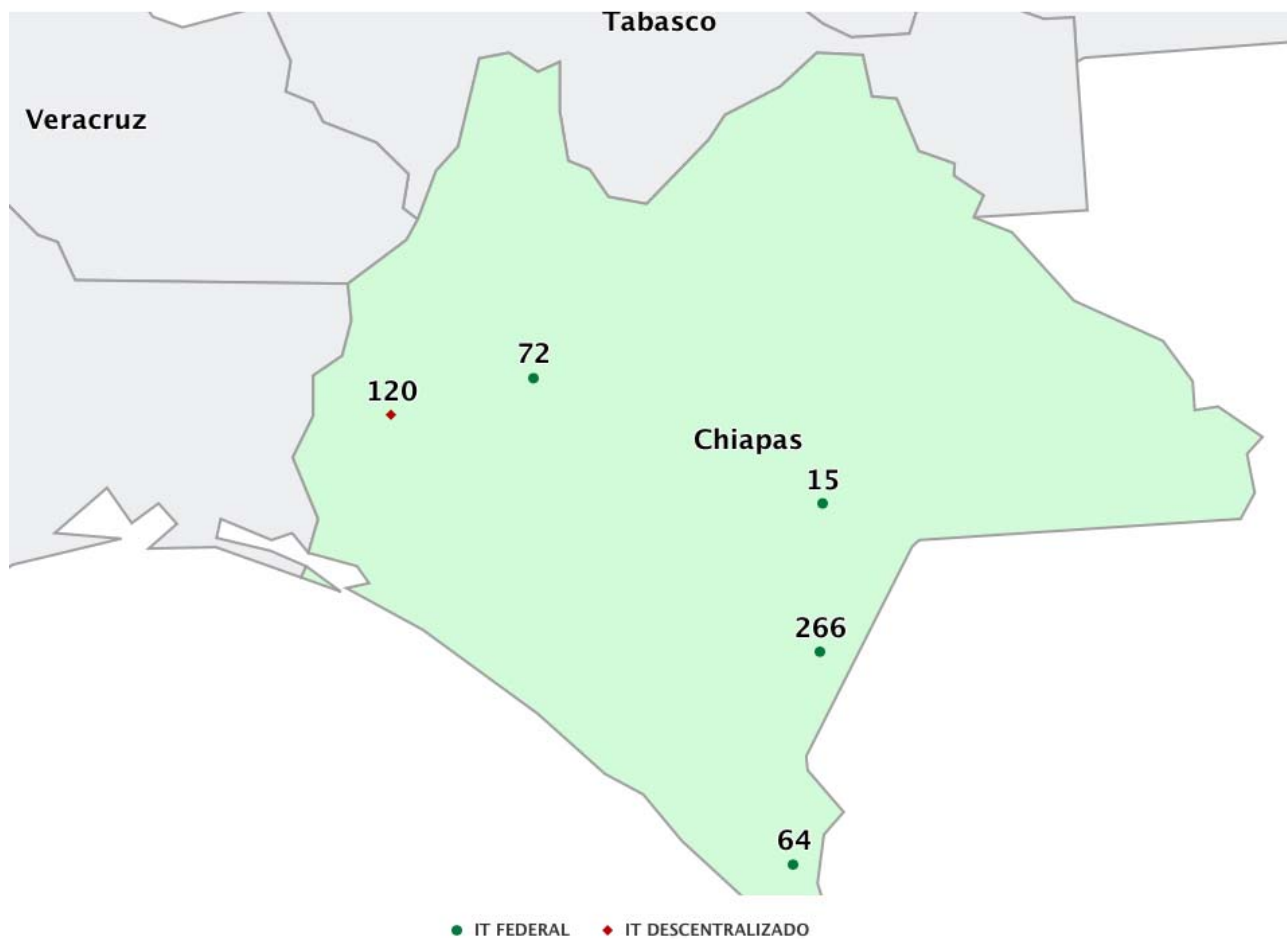 Tabasco
Veracruz
72
120
Chiapas
15
266
64
IT FEDERAL IT DESCENTRALIZADO